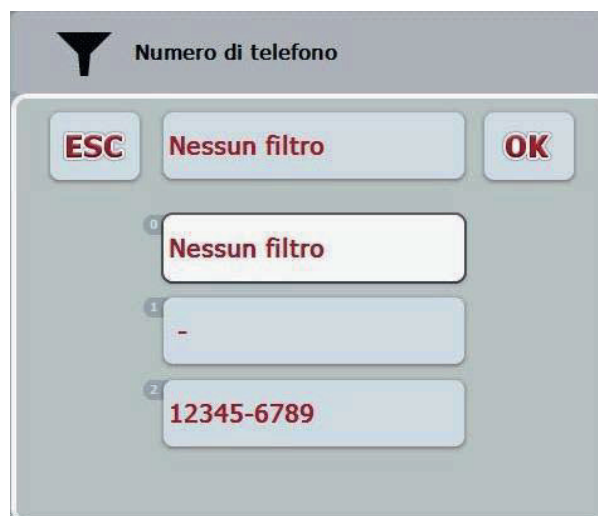 Numero di telefono
ESC Nessun filtro OK
0
Nessun filtro
1
-
2
12345-6789